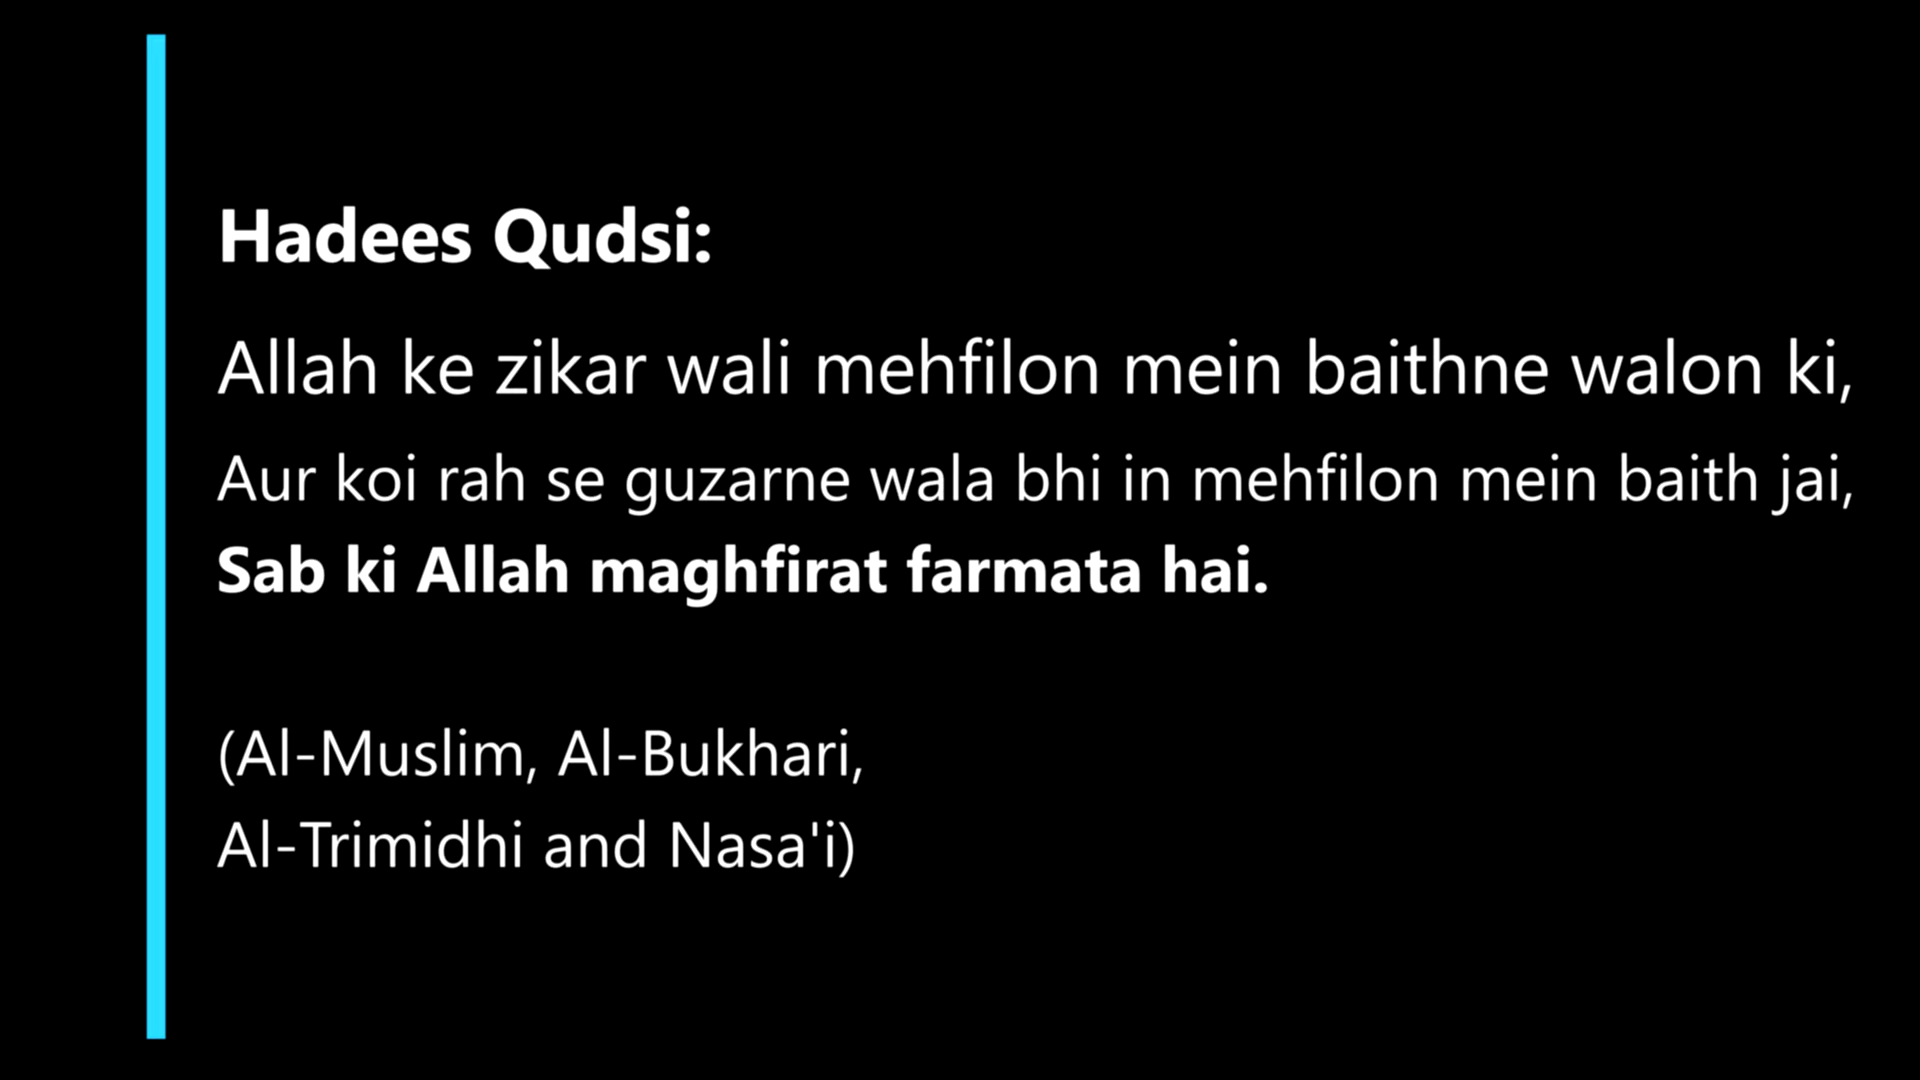 Hadees Qudsi:
Allah ke zikar wali mehfilon mein baithne walon ki,
Aur koi rah se guzarne wala bhi in mehfilon mein baith jai,
Sab ki Allah maghfirat farmata hai.
(Al-Muslim, Al-Bukhari,
Al-Trimidhi and Nasa'i)